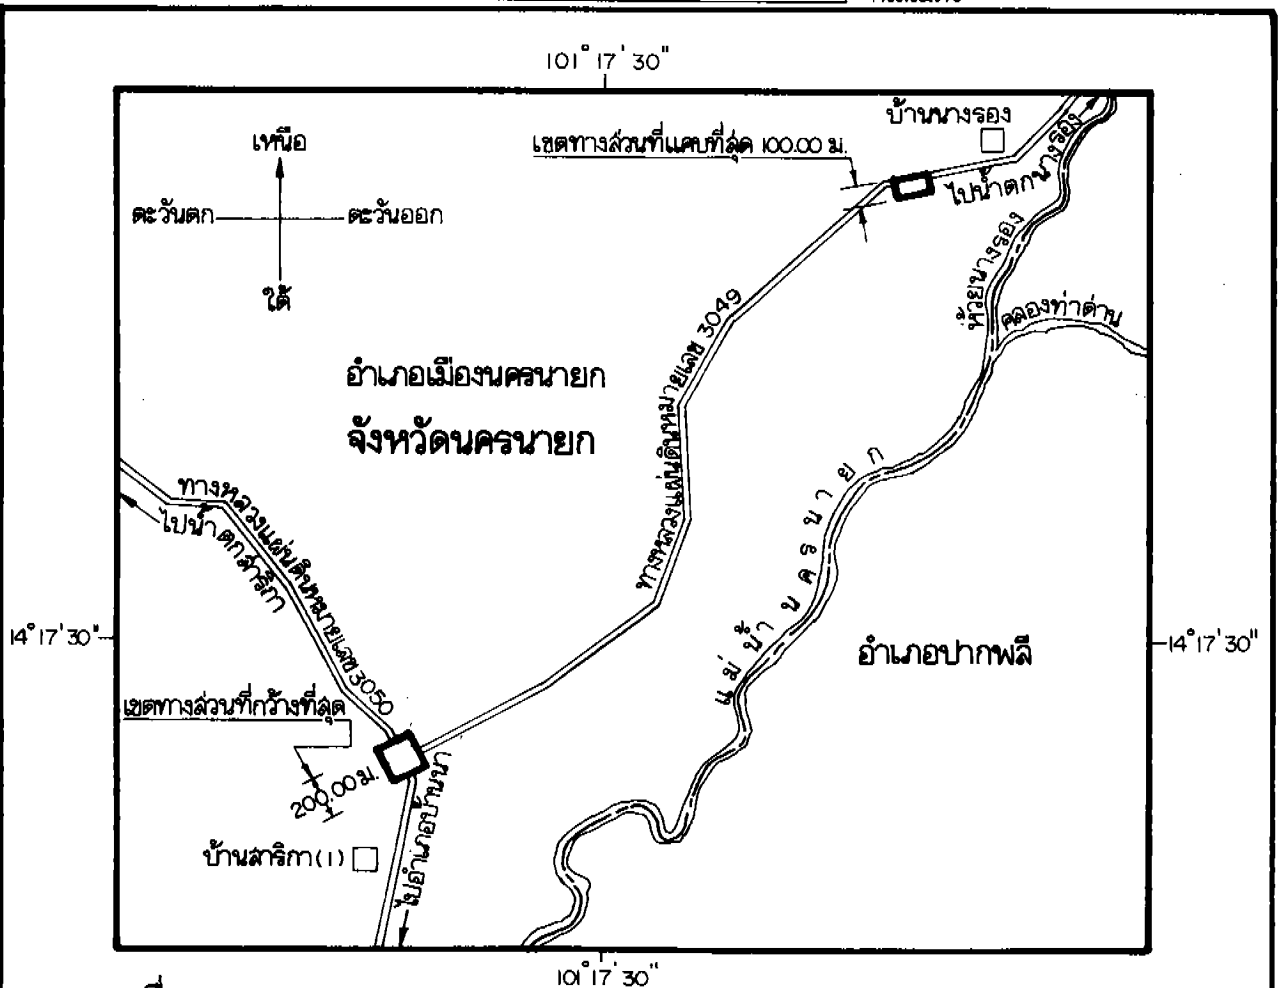 101° 17' 30"
บ้านนางรอง
เหนือ
เขตทางส่วนที่แคบที่สุด 100.00 ม.
ไปน้ำตกนางรอง
ตะวันตก
ตะวันออก
ใต้
ห้วยนางรอง
คลองท่าด่าน
ทางหลวงแผ่นดินหมายเลข 3049
อำเภอเมืองนครนายก
จังหวัดนครนายก
ทางหลวงแผ่นดินหมายเลข 3050
ไปน้ำตกสาริกา
แม่น้ำนครนายก
14° 17' 30"
14° 17' 30"
อำเภอปากพลี
เขตทางส่วนที่กว้างที่สุด
200.00 ม.
ไปอำเภอบ้านนา
บ้านสาริกา(1)
101° 17' 30"